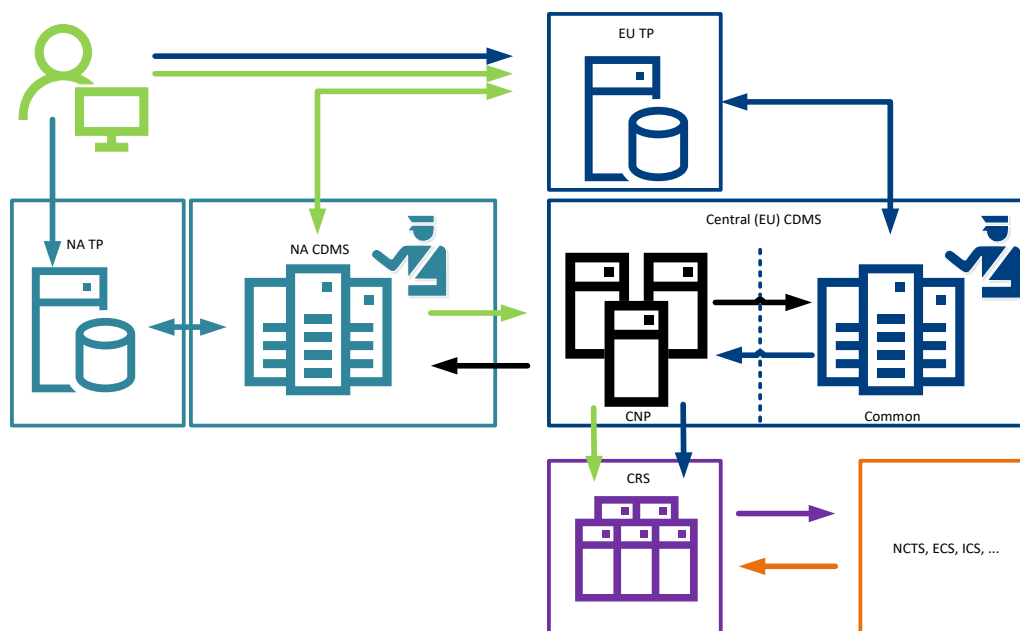 EU TP
NA TP
NA CDMS
Central (EU) CDMS
CNP
Common
CRS
NCTS, ECS, ICS, ...